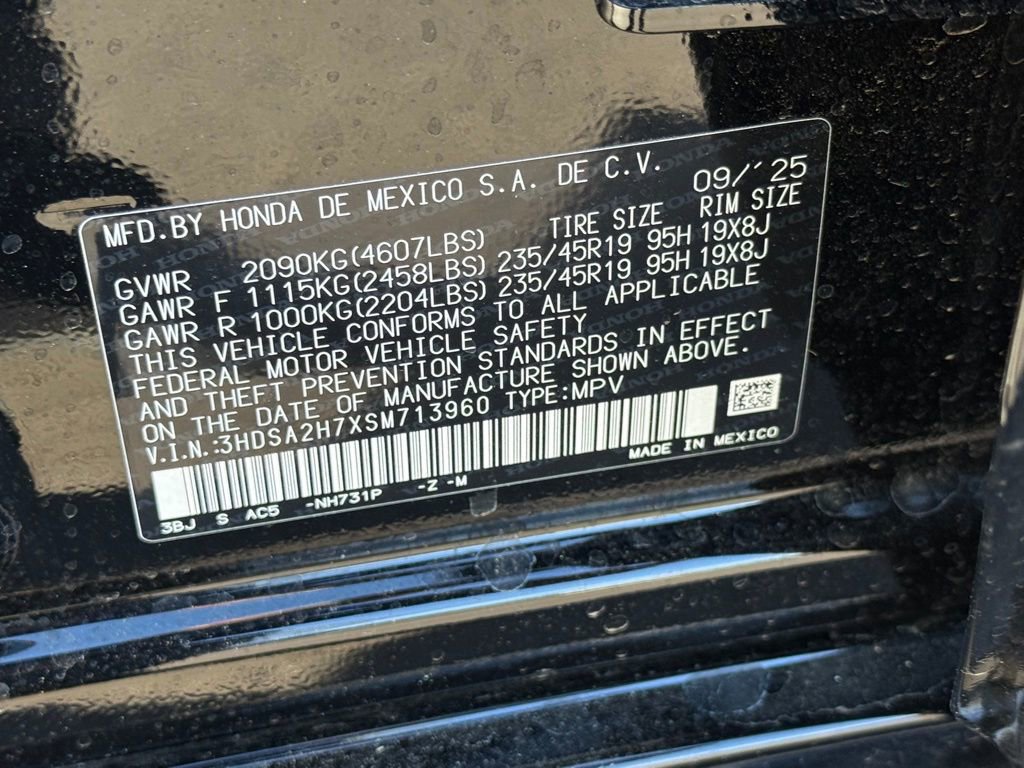 MFD.BY HONDA DE MEXICO S.A. DE C.V. 09/'25
TIRE SIZE RIM SIZE
GVWR 2090KG(4607LBS)
GAWR F 1115KG(2458LBS) 235/45R19 95H 19X8J
GAWR R 1000KG(2204LBS) 235/45R19 95H 19X8J
THIS VEHICLE CONFORMS TO ALL APPLICABLE
FEDERAL MOTOR VEHICLE SAFETY
AND THEFT PREVENTION STANDARDS IN EFFECT
ON THE DATE OF MANUFACTURE SHOWN ABOVE.
V.I.N.:3HDSA2H7XSM713960 TYPE:MPV
MADE IN MEXICO
3BJ S AC5 -NH731P -Z -M